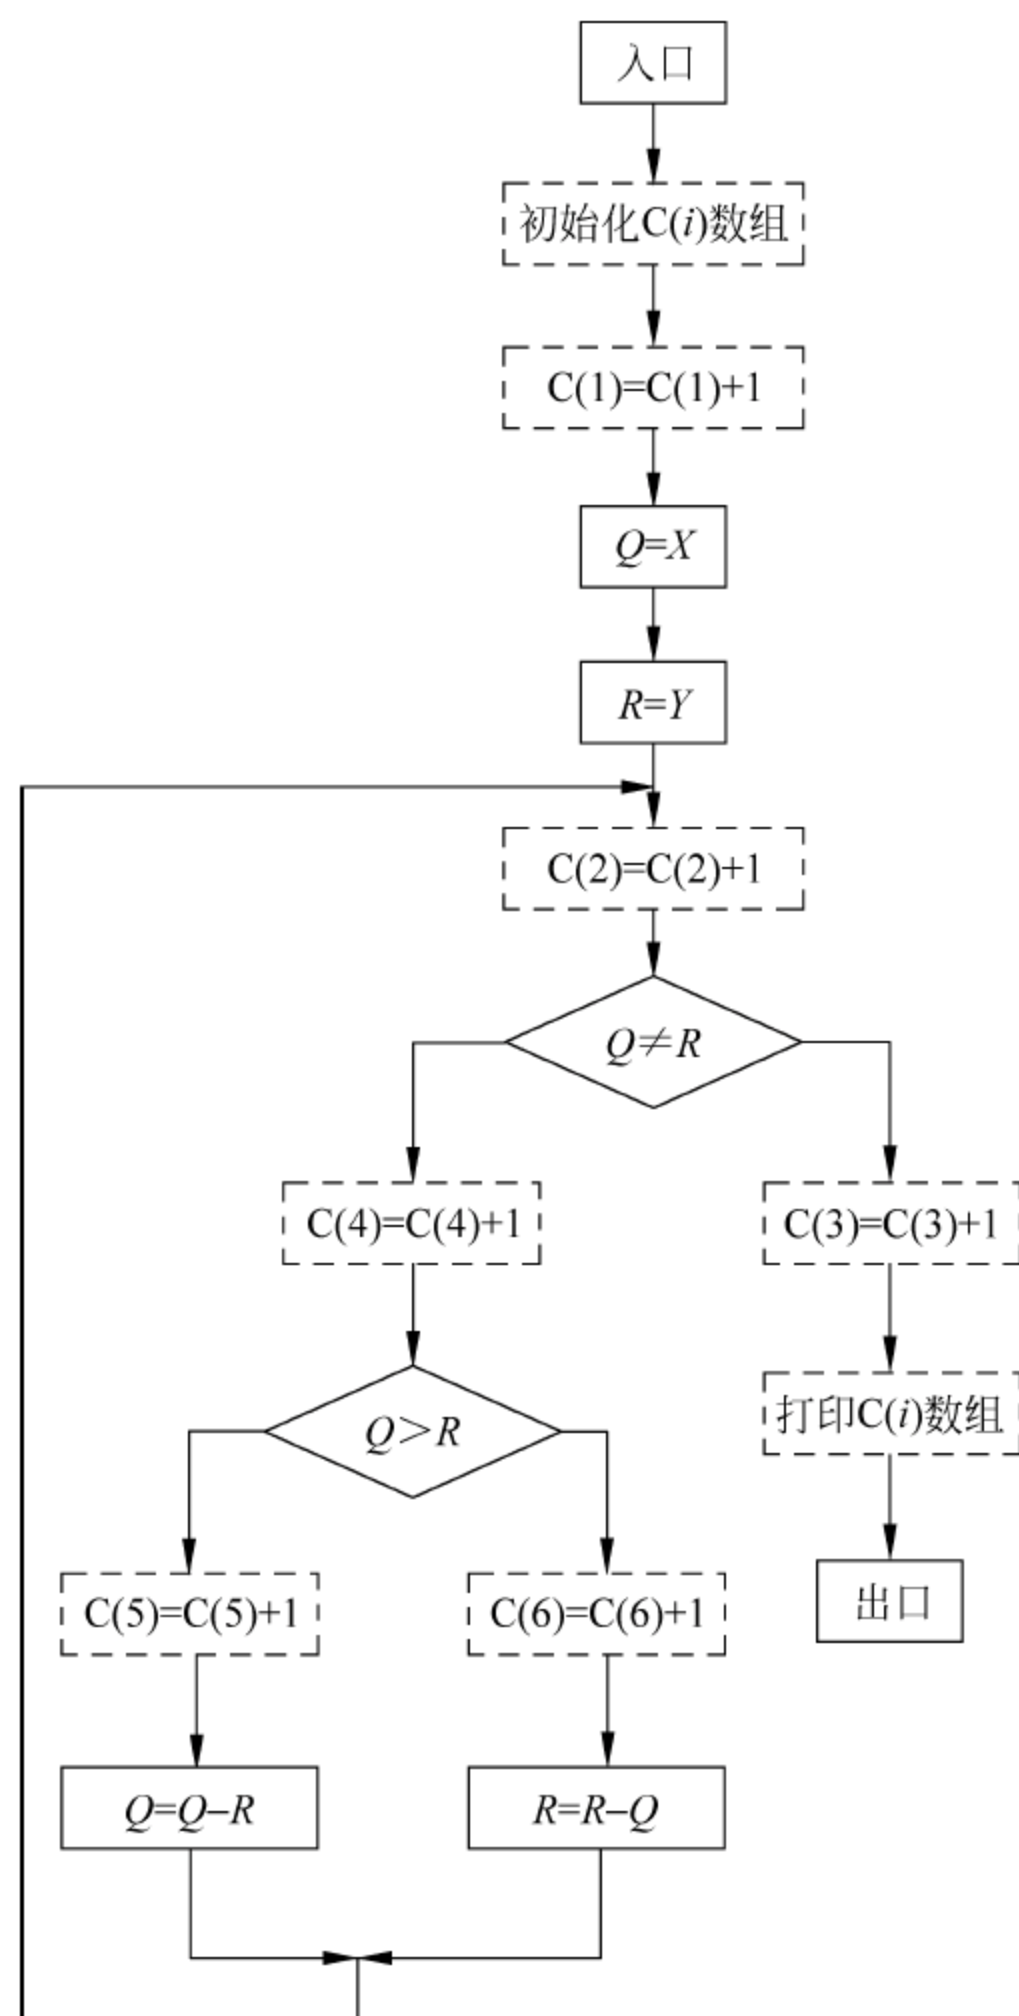 入口
初始化C(i)数组
C(1)=C(1)+1
Q=X
R=Y
C(2)=C(2)+1
Q≠R
C(4)=C(4)+1
C(3)=C(3)+1
Q>R
打印C(i)数组
C(5)=C(5)+1
C(6)=C(6)+1
出口
Q=Q–R
R=R–Q